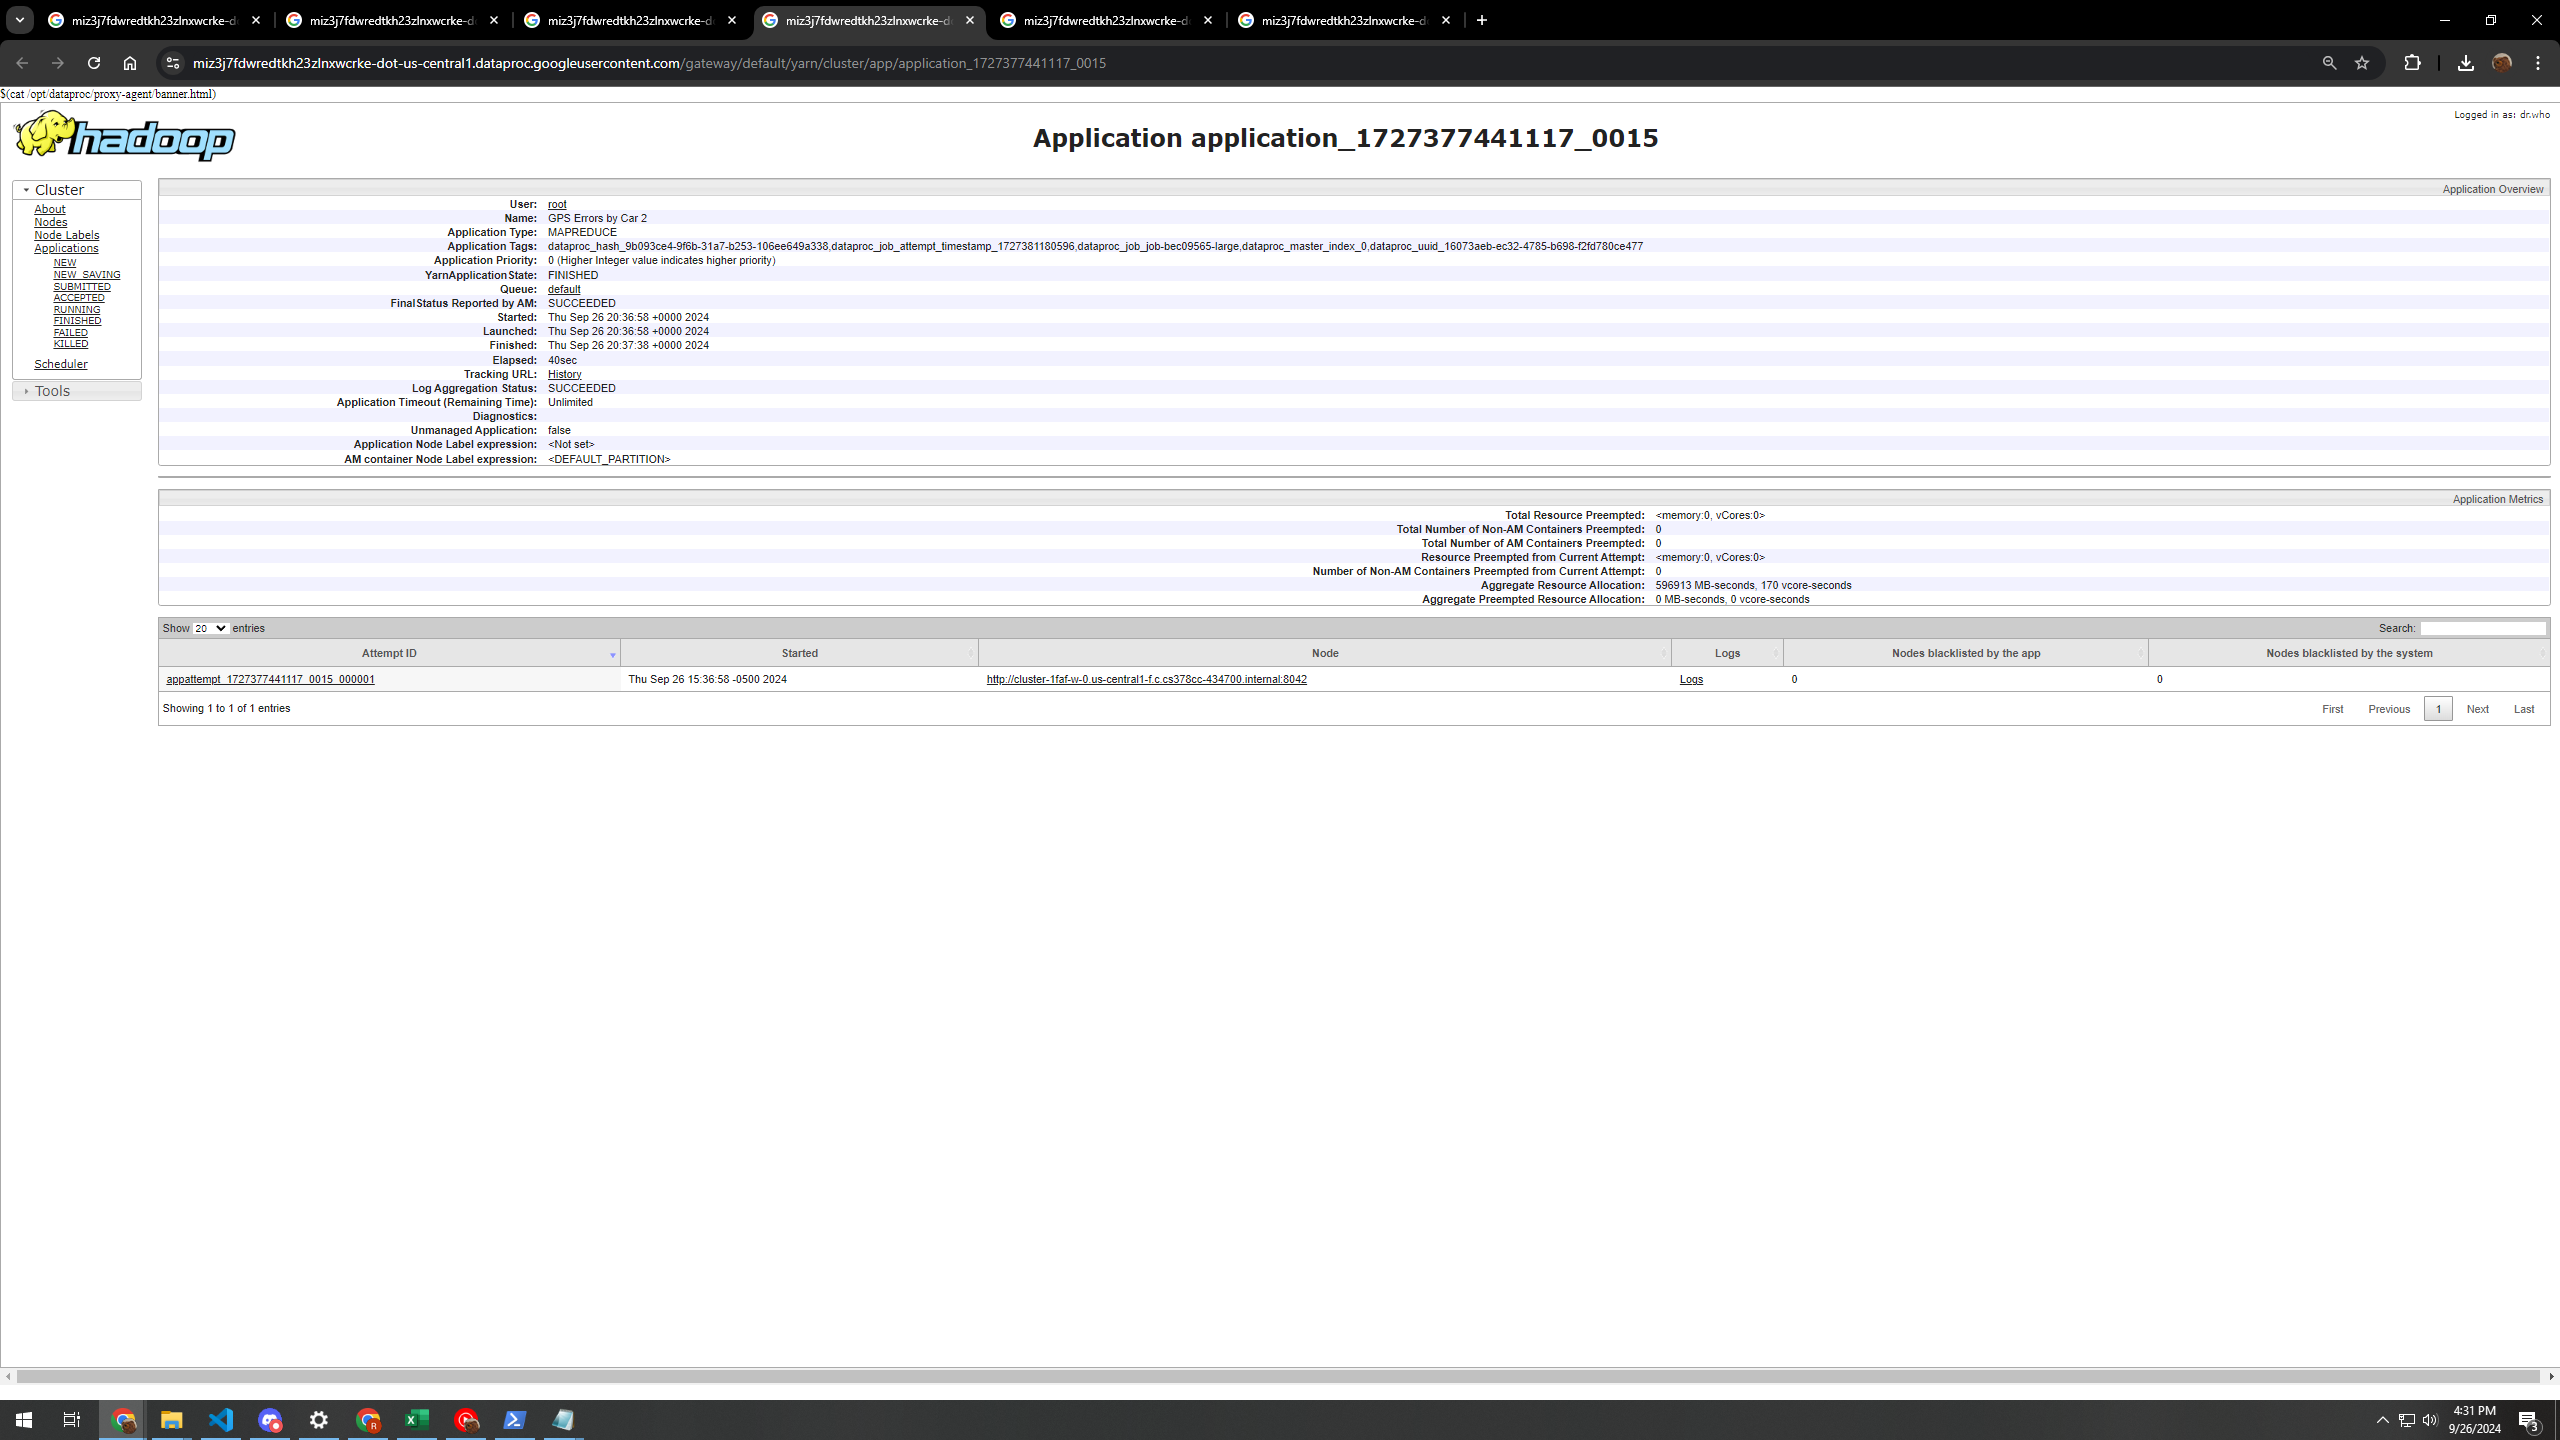 miz3j7fdwredtkh23zlnxwcrke-d
miz3j7fdwredtkh23zlnxwcrke-d
miz3j7fdwredtkh23zlnxwcrke-d
miz3j7fdwredtkh23zlnxwcrke-d
miz3j7fdwredtkh23zlnxwcrke-d
miz3j7fdwredtkh23zlnxwcrke-d
miz3j7fdwredtkh23zlnxwcrke-dot-us-central1.dataproc.googleusercontent.com/gateway/default/yarn/cluster/app/application_1727377441117_0015
$(cat /opt/dataproc/proxy-agent/banner.html)
hadoop
Application application_1727377441117_0015
Logged in as: dr.who
Cluster
About
Nodes
Node Labels
Applications
NEW
NEW_SAVING
SUBMITTED
ACCEPTED
RUNNING
FINISHED
FAILED
KILLED
Scheduler
Tools
Application Overview
User: root
Name: GPS Errors by Car 2
Application Type: MAPREDUCE
Application Tags: dataproc_hash_9b093ce4-9f6b-31a7-b253-106ee649a338,dataproc_job_attempt_timestamp_1727381180596,dataproc_job_job-bec09565-large,dataproc_master_index_0,dataproc_uuid_16073aeb-ec32-4785-b698-f2fd780ce477
Application Priority: 0 (Higher Integer value indicates higher priority)
YarnApplicationState: FINISHED
Queue: default
FinalStatus Reported by AM: SUCCEEDED
Started: Thu Sep 26 20:36:58 +0000 2024
Launched: Thu Sep 26 20:36:58 +0000 2024
Finished: Thu Sep 26 20:37:38 +0000 2024
Elapsed: 40sec
Tracking URL: History
Log Aggregation Status: SUCCEEDED
Application Timeout (Remaining Time): Unlimited
Diagnostics:
Unmanaged Application: false
Application Node Label expression: <Not set>
AM container Node Label expression: <DEFAULT_PARTITION>
Application Metrics
Total Resource Preempted: <memory:0, vCores:0>
Total Number of Non-AM Containers Preempted: 0
Total Number of AM Containers Preempted: 0
Resource Preempted from Current Attempt: <memory:0, vCores:0>
Number of Non-AM Containers Preempted from Current Attempt: 0
Aggregate Resource Allocation: 596913 MB-seconds, 170 vcore-seconds
Aggregate Preempted Resource Allocation: 0 MB-seconds, 0 vcore-seconds
Show 20 entries Search:
Attempt ID Started Node Logs Nodes blacklisted by the app Nodes blacklisted by the system
appattempt_1727377441117_0015_000001 Thu Sep 26 15:36:58 -0500 2024 http://cluster-1faf-w-0.us-central1-f.c.cs378cc-434700.internal:8042 Logs 0 0
Showing 1 to 1 of 1 entries First Previous 1 Next Last
4:31 PM
9/26/2024
3